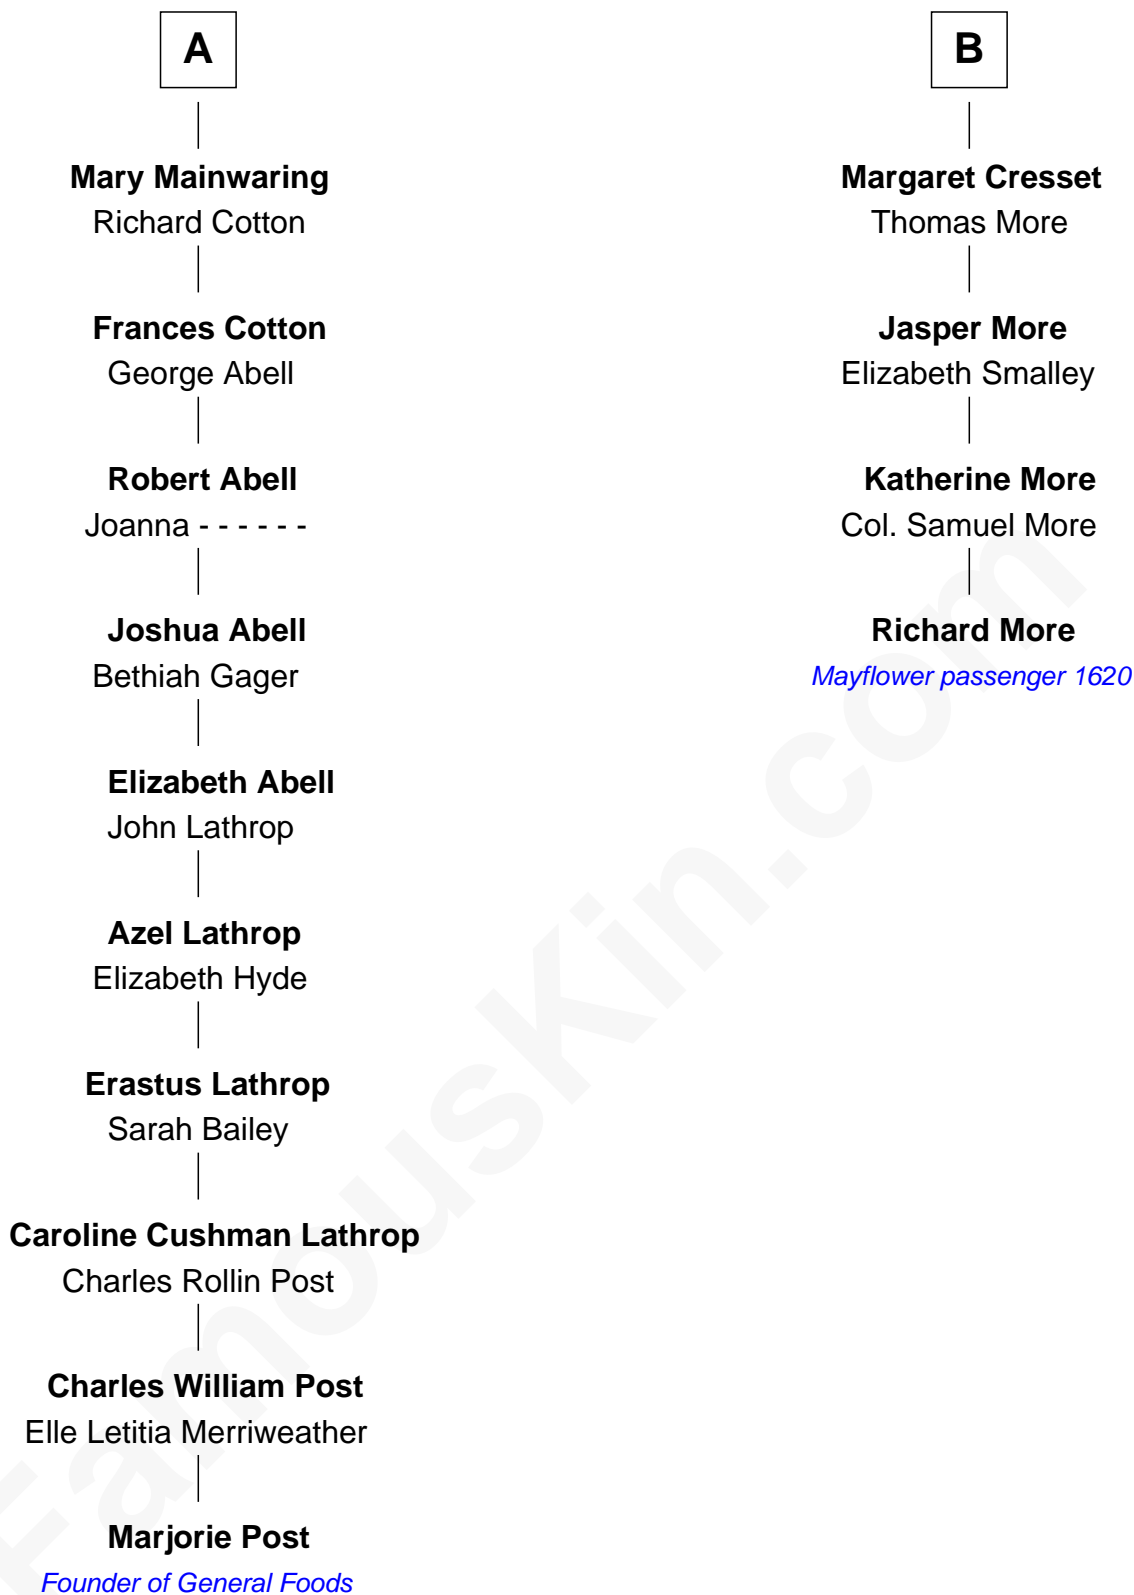 A
Mary Mainwaring
Richard Cotton
Frances Cotton
George Abell
Robert Abell
Joanna - - - - - -
Joshua Abell
Bethiah Gager
Elizabeth Abell
John Lathrop
Azel Lathrop
Elizabeth Hyde
Erastus Lathrop
Sarah Bailey
Caroline Cushman Lathrop
Charles Rollin Post
Charles William Post
Elle Letitia Merriweather
Marjorie Post
Founder of General Foods
B
Margaret Cresset
Thomas More
Jasper More
Elizabeth Smalley
Katherine More
Col. Samuel More
Richard More
Mayflower passenger 1620
FamousKin.com